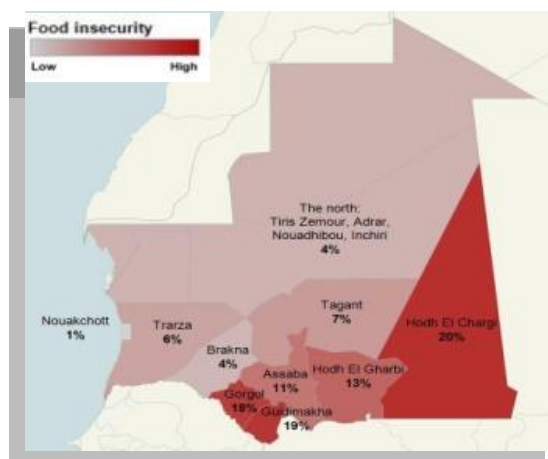 Food insecurity
Low High
The north:
Tiris Zemour, Adrar,
Nouadhibou, Inchiri
4%
Tagant
7%
Hodh El Chargi
20%
Nouakchott
1%
Trarza
6%
Brakna
4%
Assaba
11%
Hodh El Gharbi
13%
Gorgol
18%
Guidimakha
19%